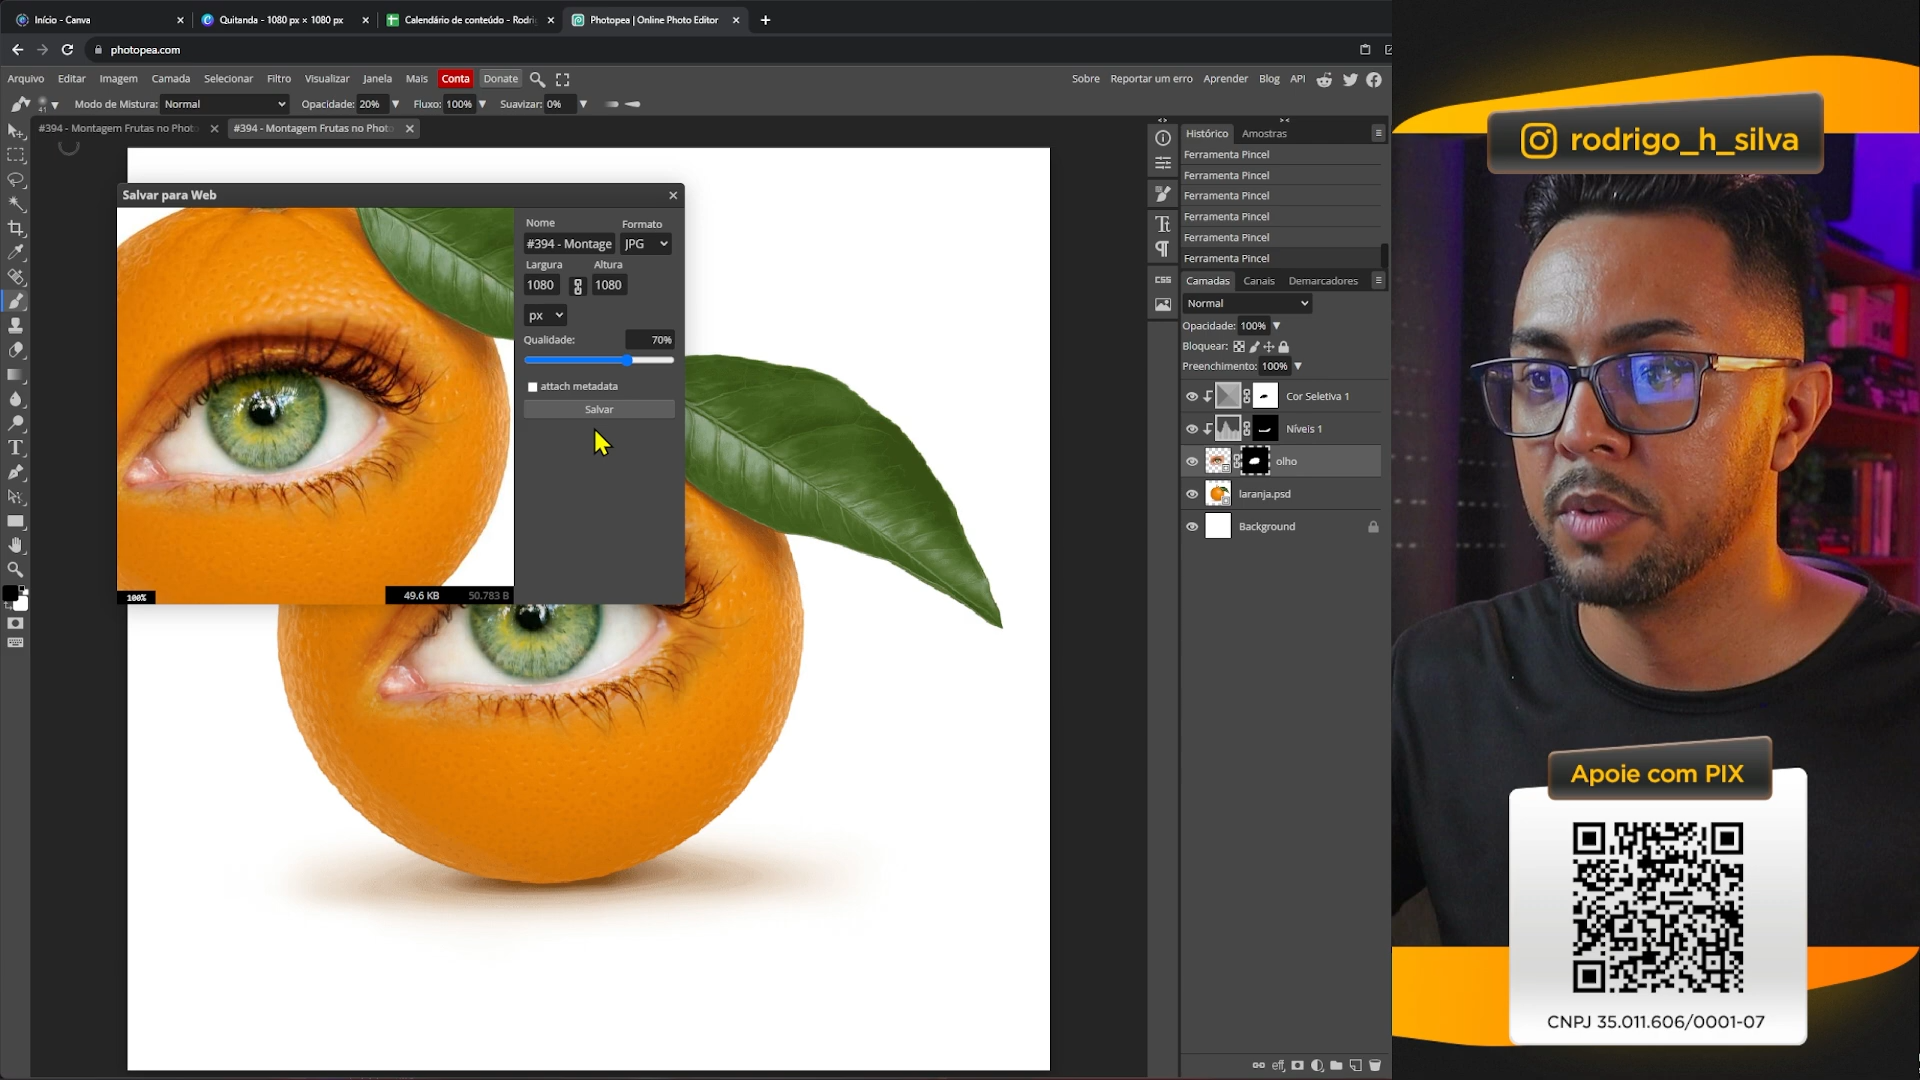 Início - Canva
Quitanda - 1080 px × 1080 px
Calendário de conteúdo - Rodri
Photopea | Online Photo Editor
photopea.com
Arquivo Editar Imagem Camada Selecionar Filtro Visualizar Janela Mais Conta Donate
Sobre Reportar um erro Aprender Blog API
41 Modo de Mistura: Normal Opacidade: 20% Fluxo: 100% Suavizar: 0%
#394 - Montagem Frutas no Phot
#394 - Montagem Frutas no Phot
Salvar para Web
Nome Formato
#394 - Montage JPG
Largura Altura
1080 1080
px
Qualidade: 70%
attach metadata
Salvar
100%
49.6 KB 50.783 B
Histórico Amostras
Ferramenta Pincel
Ferramenta Pincel
Ferramenta Pincel
Ferramenta Pincel
Ferramenta Pincel
Ferramenta Pincel
CSS
Camadas Canais Demarcadores
Normal
Opacidade: 100%
Bloquear:
Preenchimento: 100%
Cor Seletiva 1
Níveis 1
olho
laranja.psd
Background
eff
rodrigo_h_silva
Apoie com PIX
CNPJ 35.011.606/0001-07